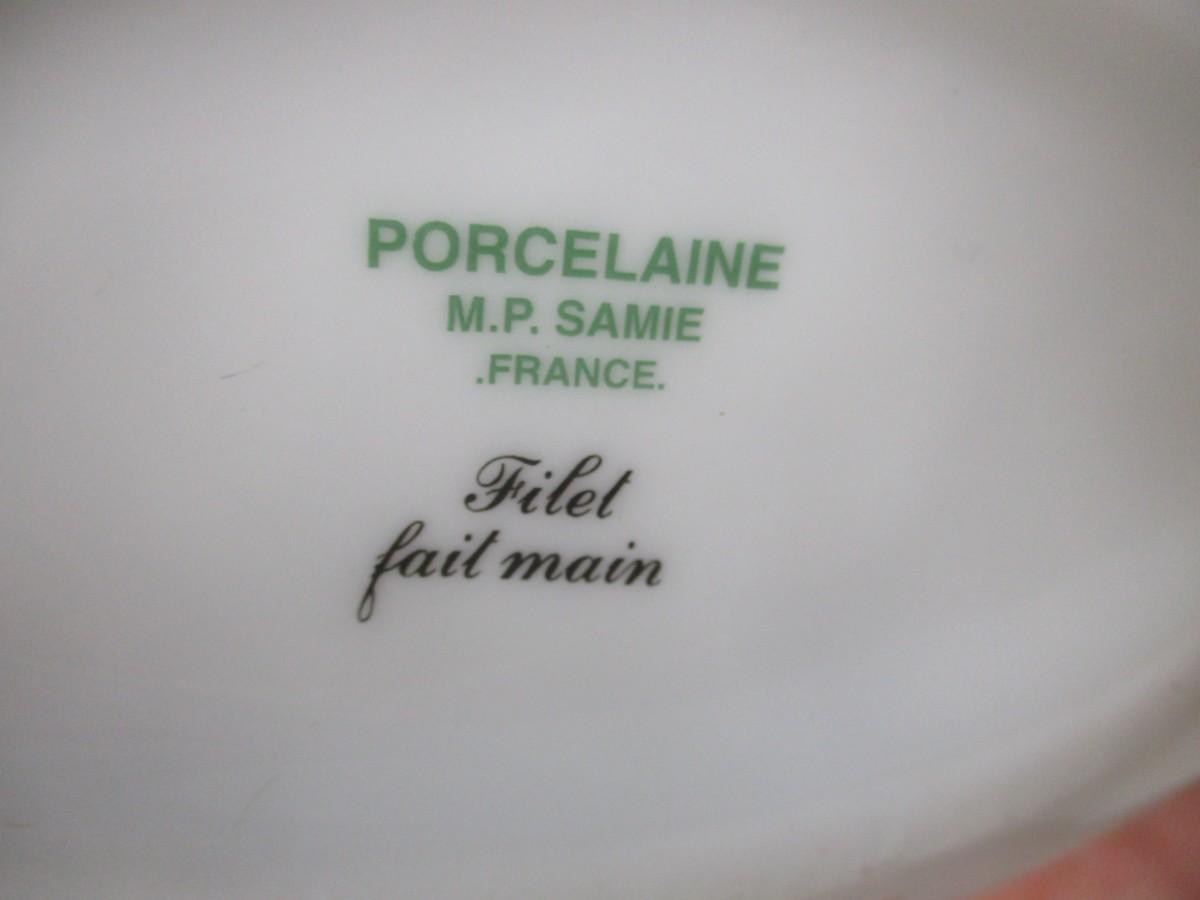 PORCELAINE
M.P. SAMIE
.FRANCE.
Filet
fait main